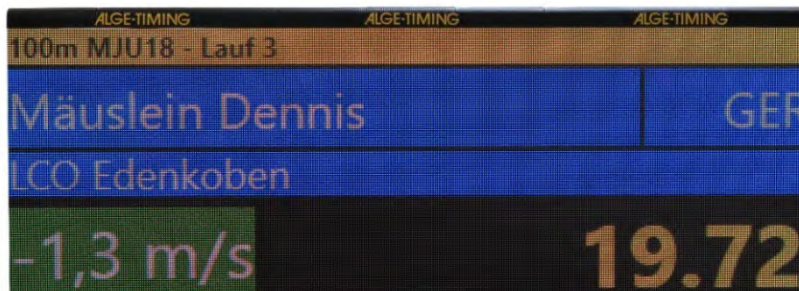 ALGE-TIMING ALGE-TIMING ALGE-TIMING
100m MJU18 - Lauf 3
Mäuslein Dennis GER
LCO Edenkoben
-1,3 m/s 19.72